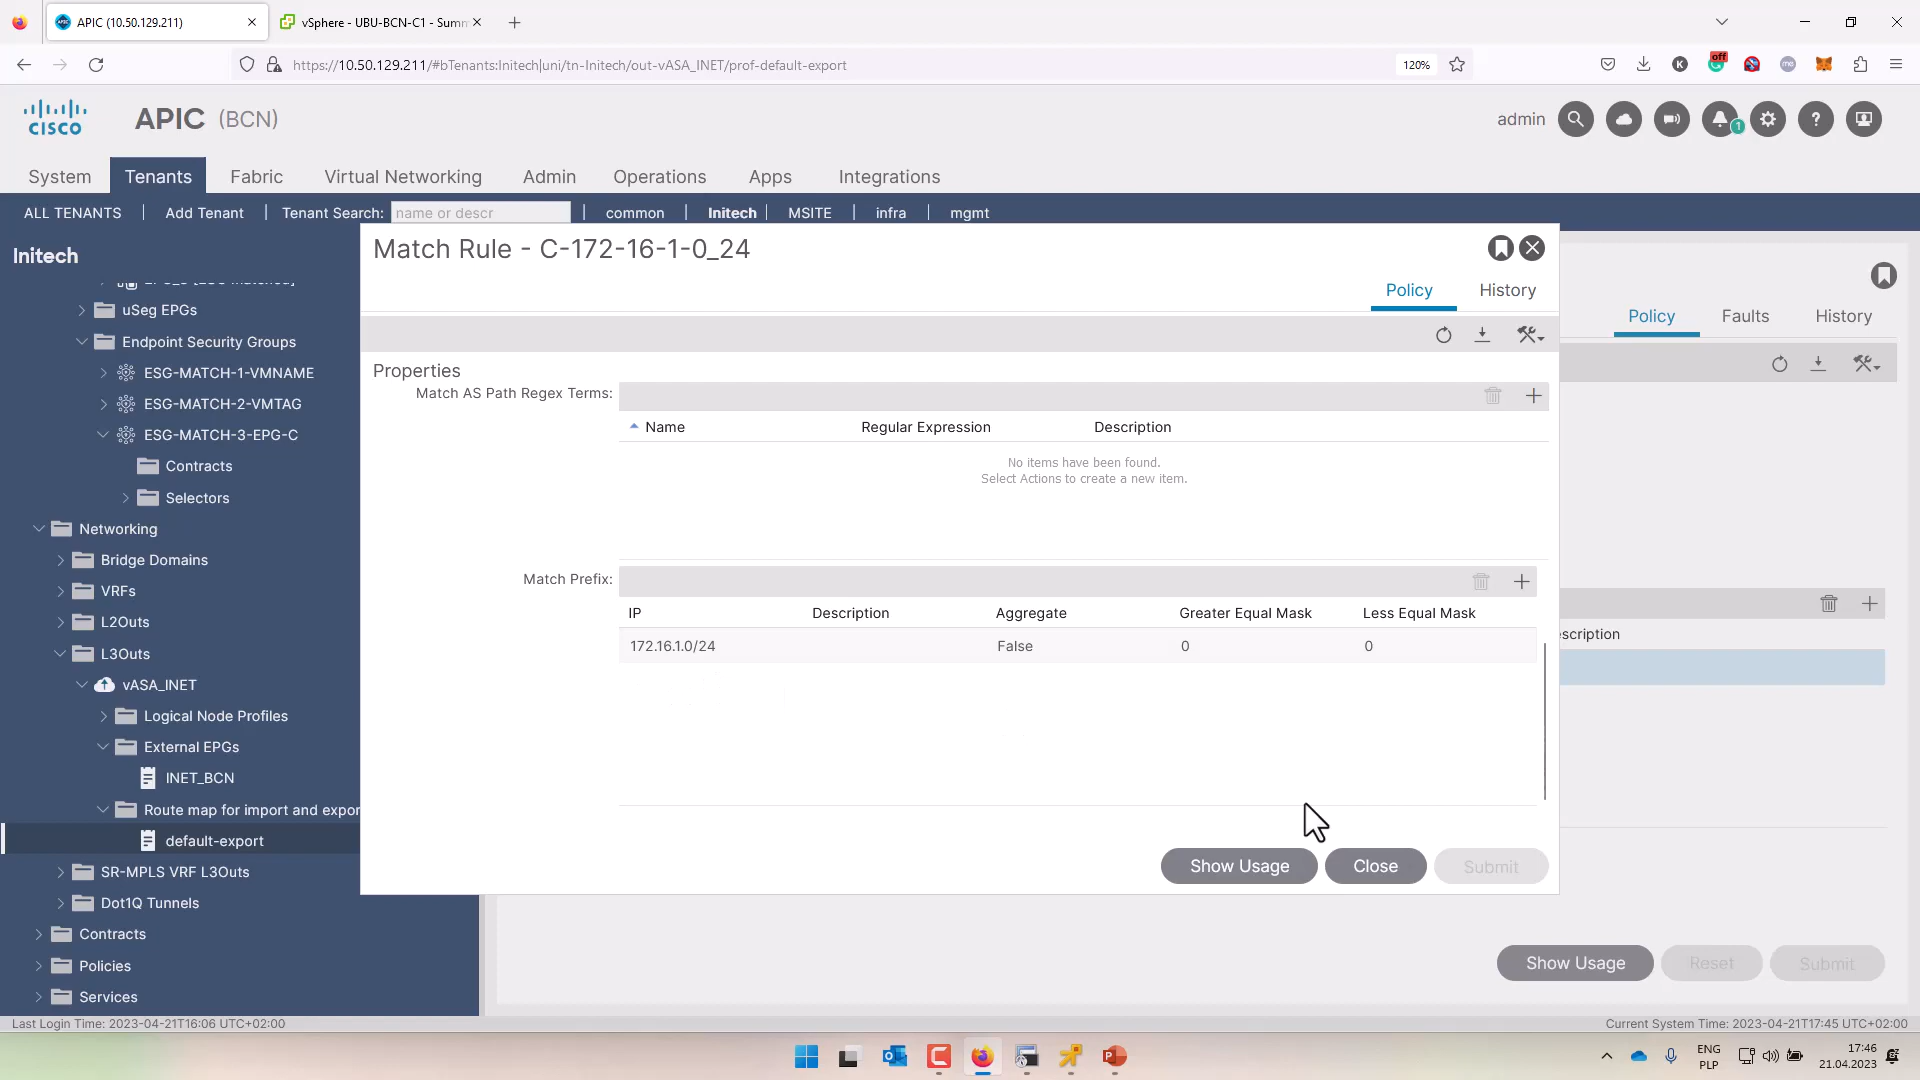 APIC (10.50.129.211)
vSphere - UBU-BCN-C1 - Summ
https://10.50.129.211/#bTenants:Initech|uni/tn-Initech/out-vASA_INET/prof-default-export
120%
off
K
me
CISCO
APIC (BCN)
admin
1
?
System
Tenants
Fabric
Virtual Networking
Admin
Operations
Apps
Integrations
ALL TENANTS | Add Tenant | Tenant Search: name or descr | common | Initech | MSITE | infra | mgmt
Initech
uSeg EPGs
Endpoint Security Groups
ESG-MATCH-1-VMNAME
ESG-MATCH-2-VMTAG
ESG-MATCH-3-EPG-C
Contracts
Selectors
Networking
Bridge Domains
VRFs
L2Outs
L3Outs
vASA_INET
Logical Node Profiles
External EPGs
INET_BCN
Route map for import and expor
default-export
SR-MPLS VRF L3Outs
Dot1Q Tunnels
Contracts
Policies
Services
Match Rule - C-172-16-1-0_24
Policy
History
Properties
Match AS Path Regex Terms:
Name
Regular Expression
Description
No items have been found.
Select Actions to create a new item.
Match Prefix:
IP
Description
Aggregate
Greater Equal Mask
Less Equal Mask
172.16.1.0/24
False
0
0
Show Usage
Close
Submit
Policy
Faults
History
scription
Show Usage
Reset
Submit
Last Login Time: 2023-04-21T16:06 UTC+02:00
Current System Time: 2023-04-21T17:45 UTC+02:00
ENG
PLP
17:46
21.04.2023